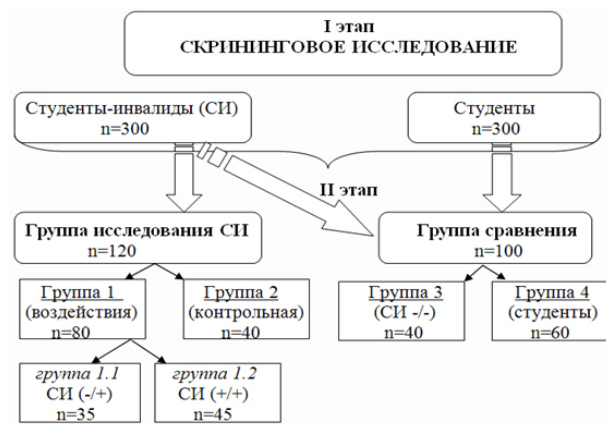 I этап
СКРИНИНГОВОЕ ИССЛЕДОВАНИЕ
Студенты-инвалиды (СИ)
n=300
Студенты
n=300
II этап
Группа исследования СИ
n=120
Группа сравнения
n=100
Группа 1
(воздействия)
n=80
Группа 2
(контрольная)
n=40
Группа 3
(СИ -/-)
n=40
Группа 4
(студенты)
n=60
группа 1.1
СИ (-/+)
n=35
группа 1.2
СИ (+/+)
n=45